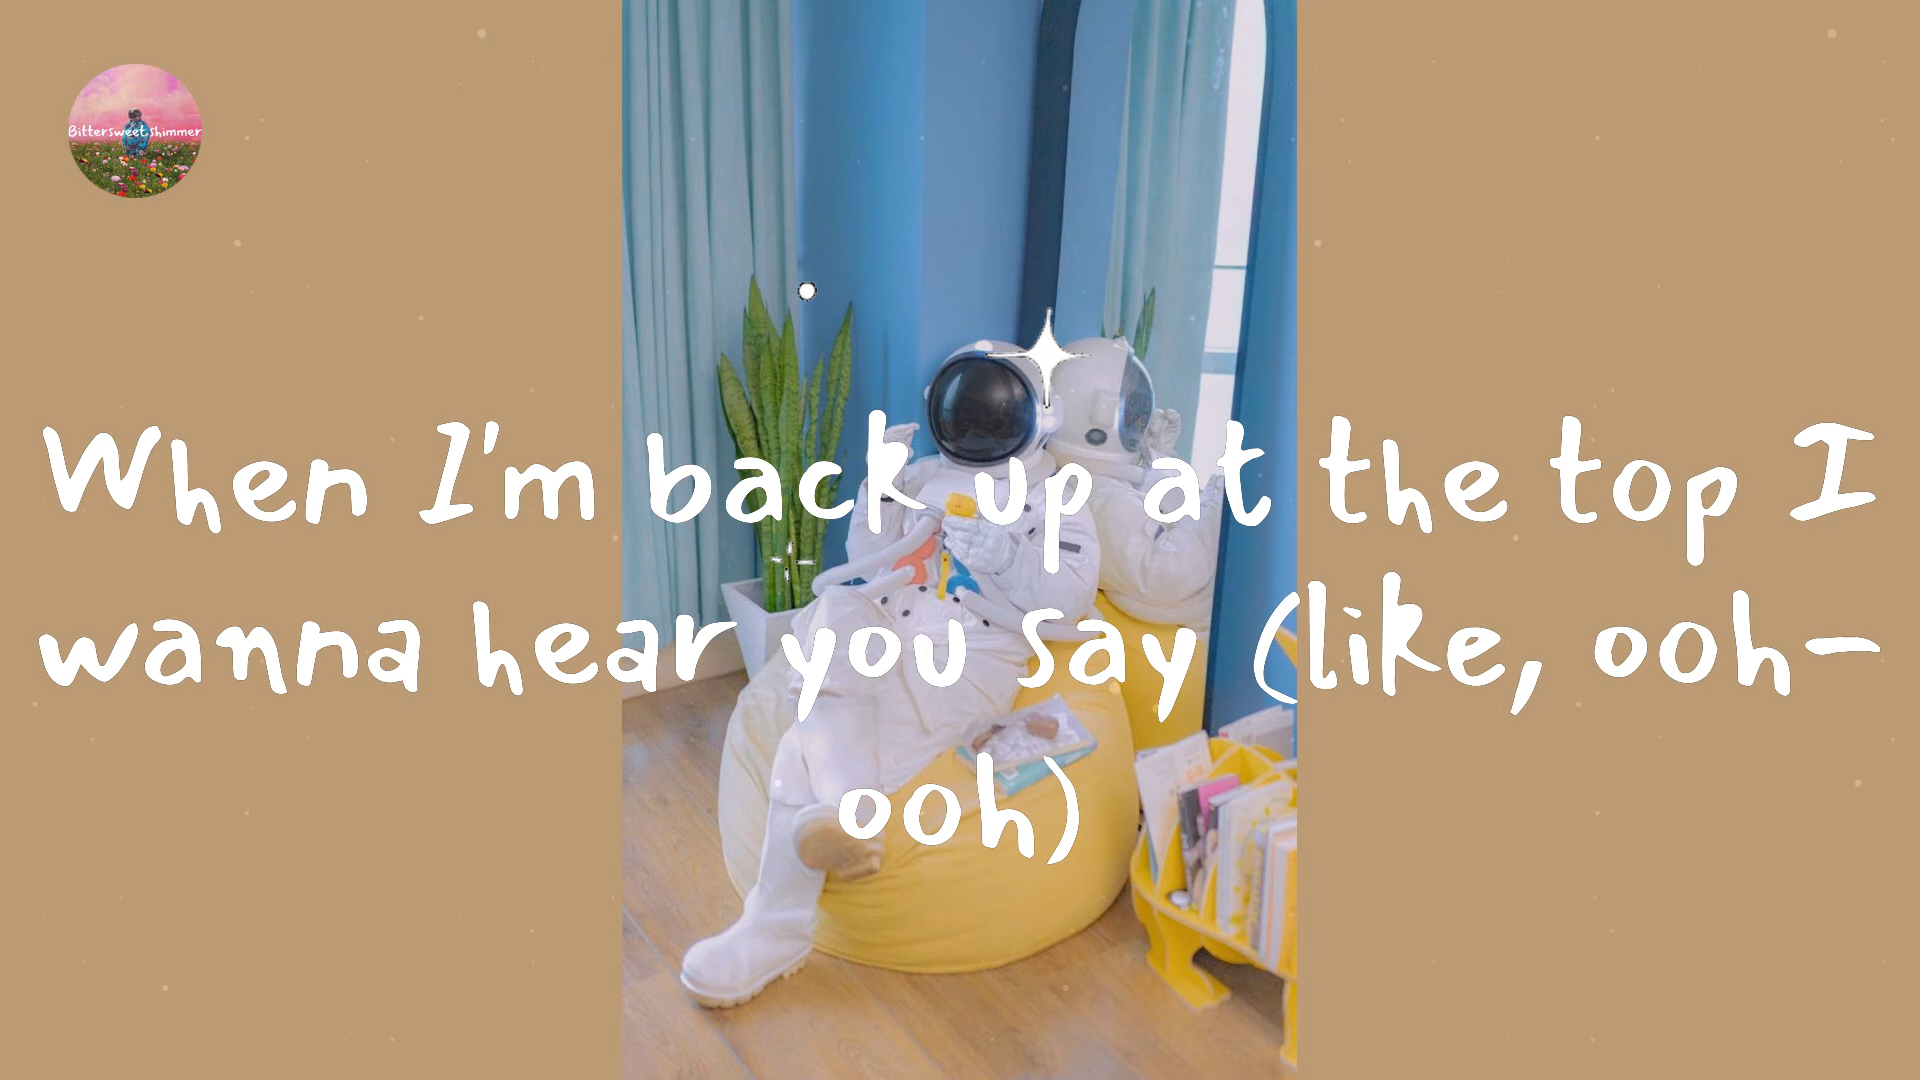 Bittersweet shimmer
When I'm back up at the top I
wanna hear you say (like, ooh-
ooh)